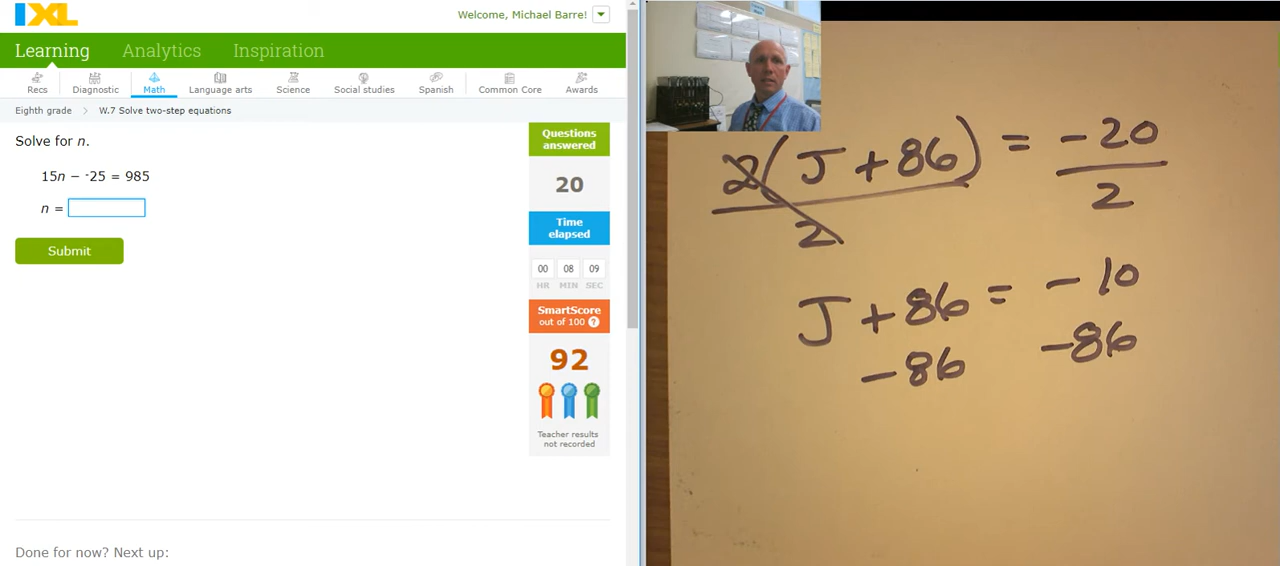 IXL
Welcome, Michael Barre!
Learning Analytics Inspiration
Recs Diagnostic Math Language arts Science Social studies Spanish Common Core Awards
Eighth grade > W.7 Solve two-step equations
Solve for n.
15n − -25 = 985
n =
Submit
Questions
answered
20
Time
elapsed
00 08 09
HR MIN SEC
SmartScore
out of 100 ?
92
Teacher results
not recorded
Done for now? Next up:
2(J + 86) = -20
2 2
J + 86 = -10
-86 -86